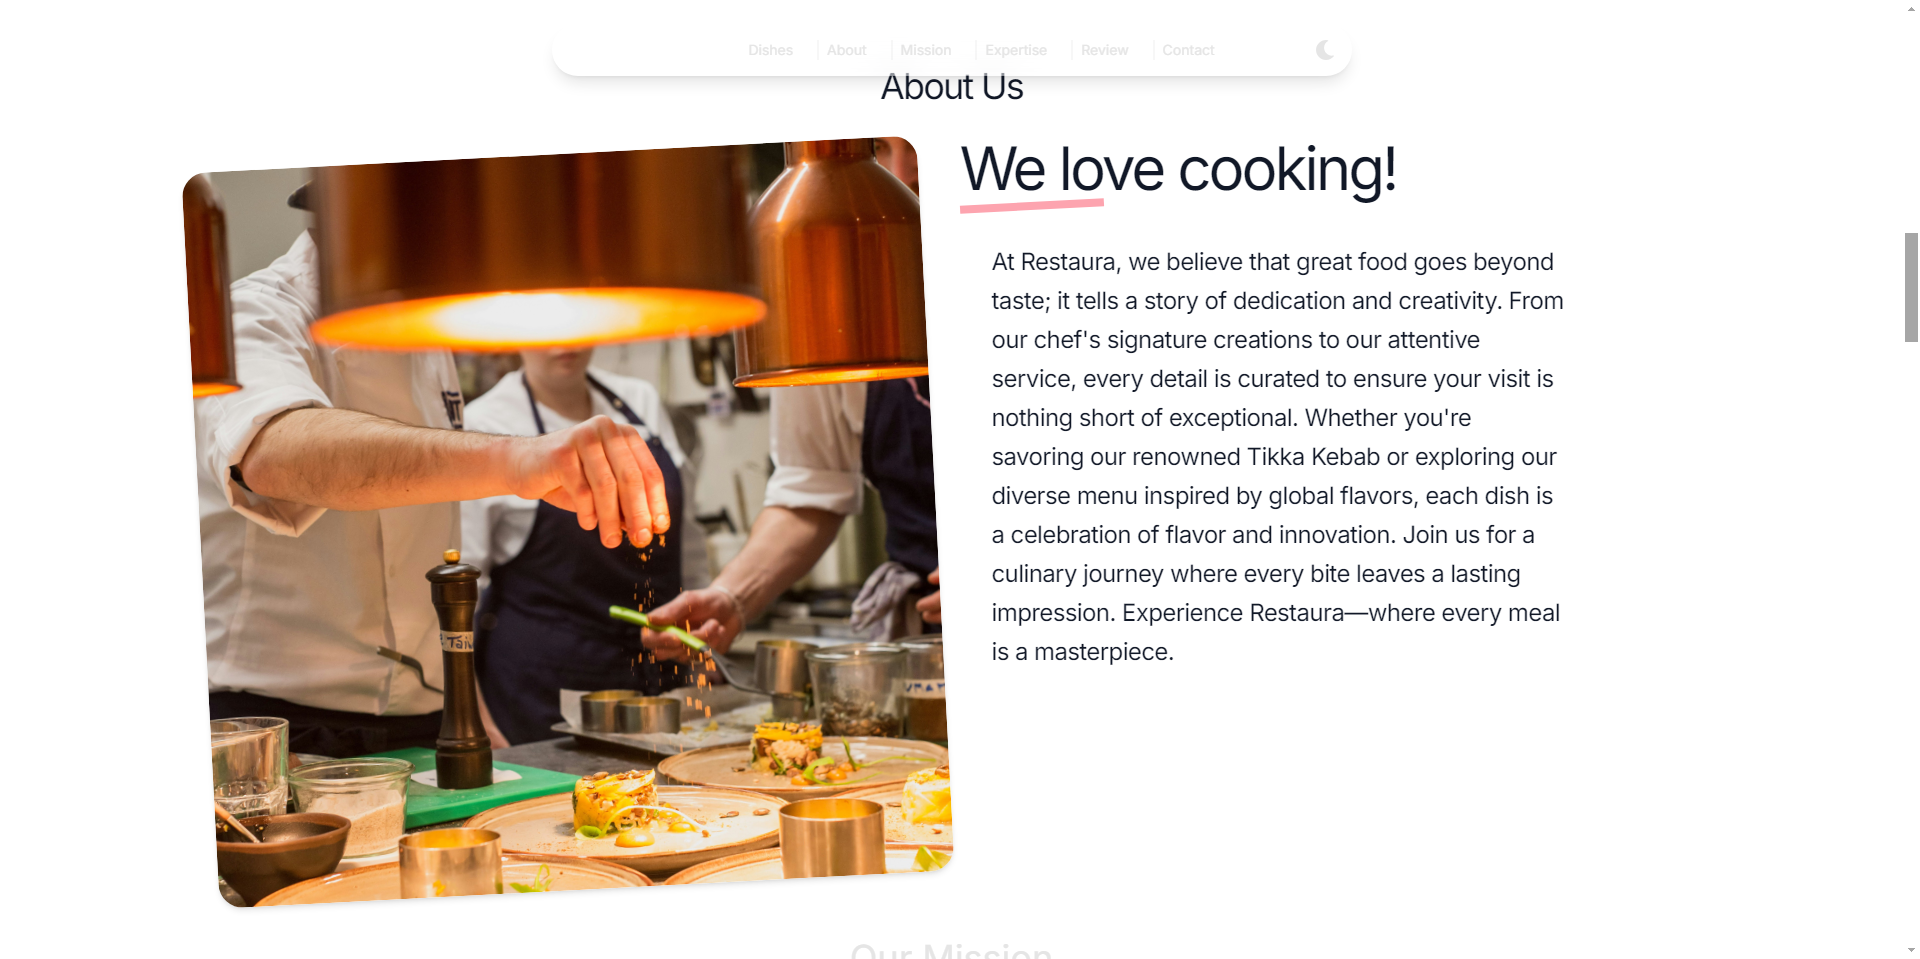 Dishes
About
Mission
Expertise
Review
Contact
About Us
We love cooking!
At Restaura, we believe that great food goes beyond
taste; it tells a story of dedication and creativity. From
our chef's signature creations to our attentive
service, every detail is curated to ensure your visit is
nothing short of exceptional. Whether you're
savoring our renowned Tikka Kebab or exploring our
diverse menu inspired by global flavors, each dish is
a celebration of flavor and innovation. Join us for a
culinary journey where every bite leaves a lasting
impression. Experience Restaura—where every meal
is a masterpiece.
Our Mission